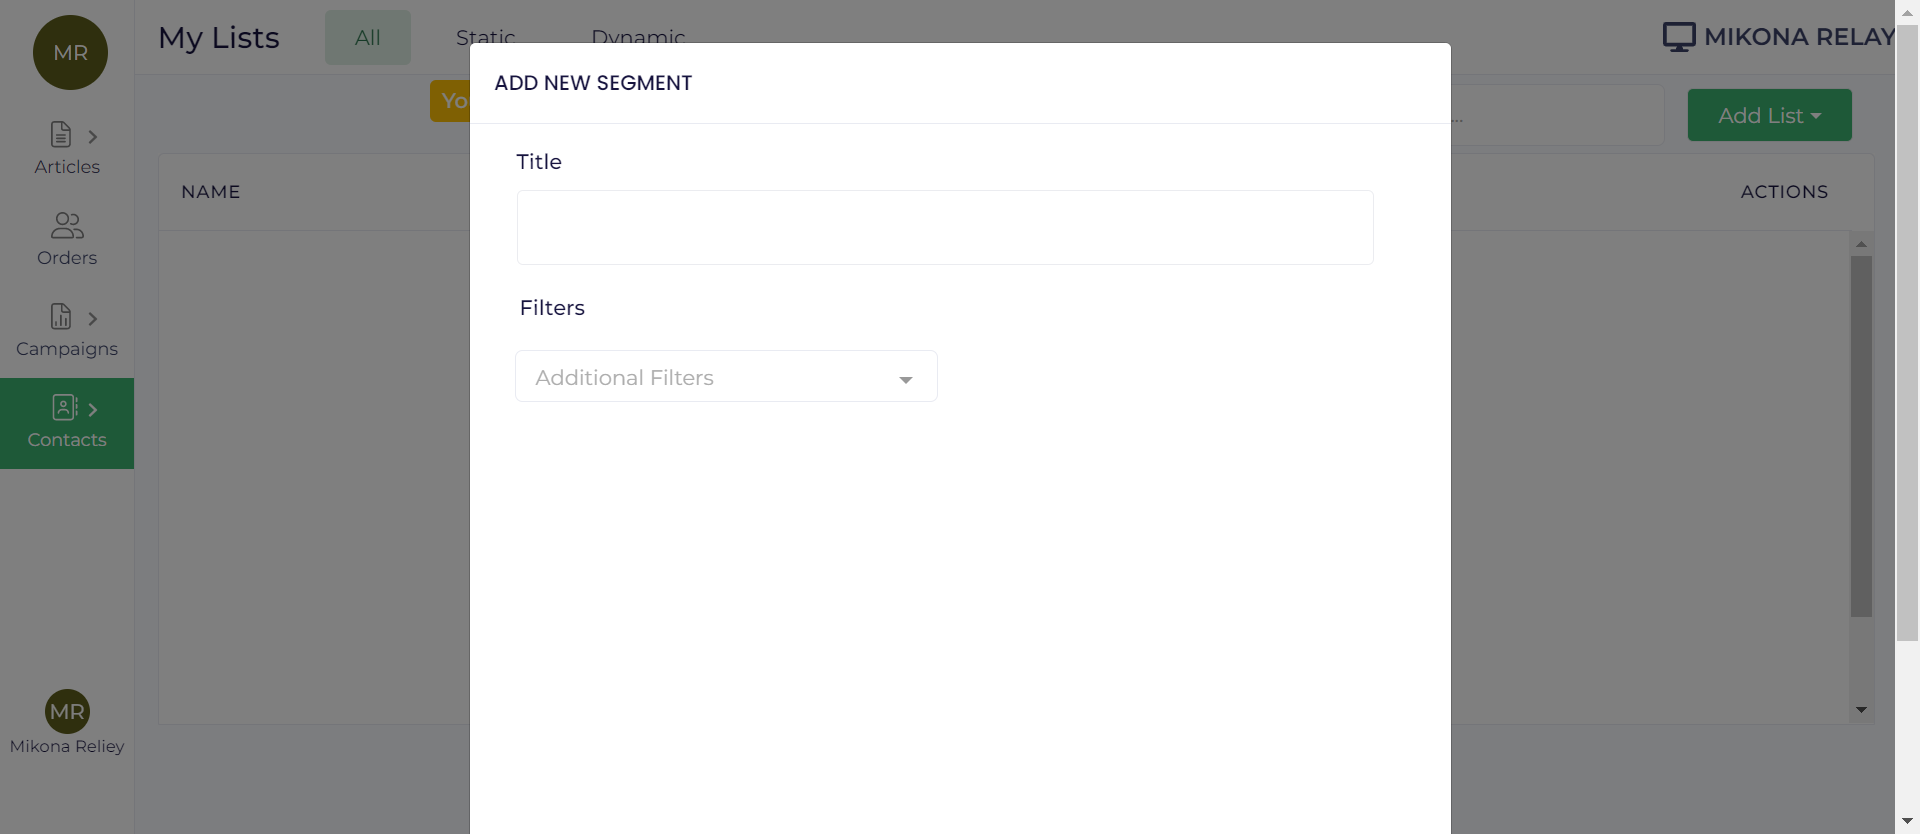 MR
My Lists
All
Static
Dynamic
MIKONA RELAY
Articles
Orders
Campaigns
Contacts
MR
Mikona Reliey
Yo
...
Add List
NAME
ACTIONS
ADD NEW SEGMENT
Title
Filters
Additional Filters